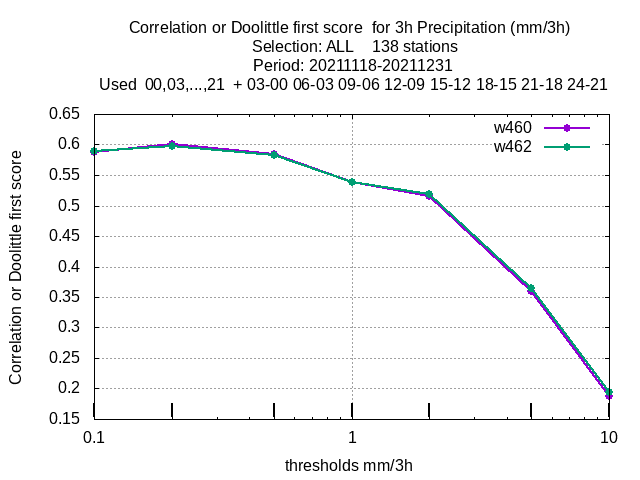 Correlation or Doolittle first score  for 3h Precipitation (mm/3h)
Selection: ALL    138 stations
Period: 20211118-20211231
Used  00,03,...,21  + 03-00 06-03 09-06 12-09 15-12 18-15 21-18 24-21
w460
w462
0.65
0.6
0.55
0.5
0.45
0.4
0.35
0.3
0.25
0.2
0.15
Correlation or Doolittle first score
0.1 1 10
thresholds mm/3h